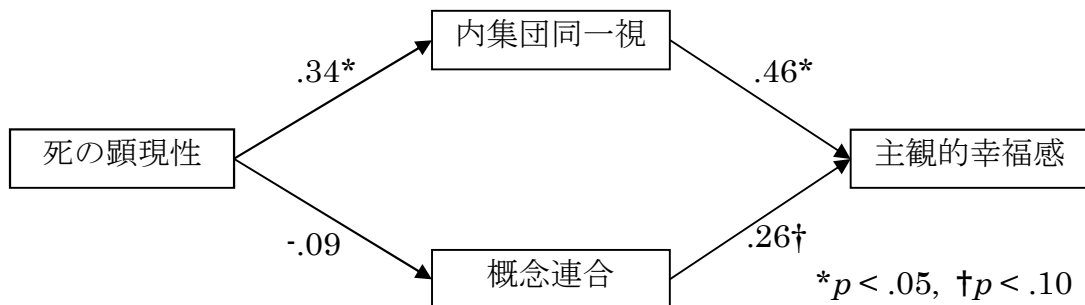 内集団同一視
.34*
.46*
死の顕現性
主観的幸福感
-.09
.26†
概念連合
*p < .05, †p < .10